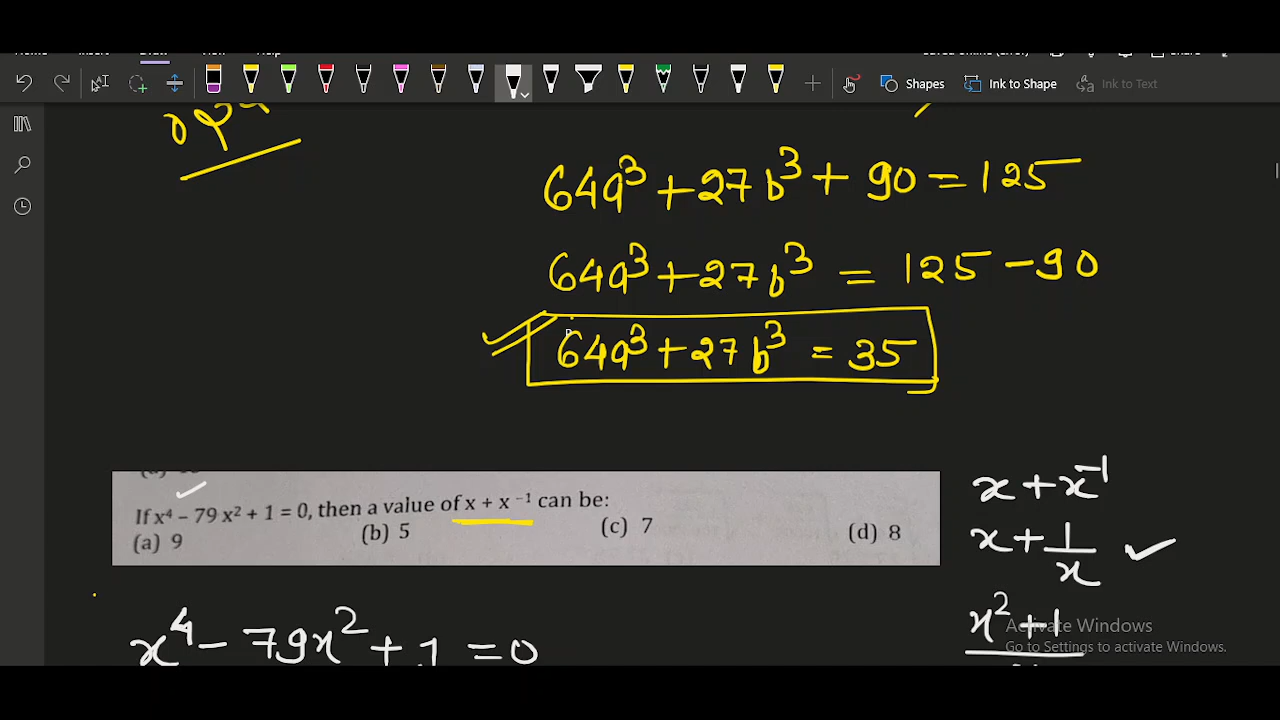 Shapes Ink to Shape Ink to Text
64a³ + 27b³ + 90 = 125
64a³ + 27b³ = 125 - 90
64a³ + 27b³ = 35
If x⁴ – 79 x² + 1 = 0, then a value of x + x ⁻¹ can be:
(a) 9 (b) 5 (c) 7 (d) 8
x + x⁻¹
x + 1/x
x² + 1
x⁴ - 79x² + 1 = 0
Activate Windows
Go to Settings to activate Windows.